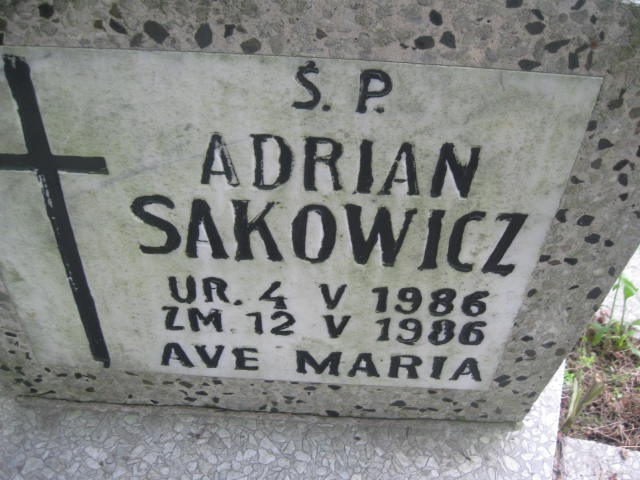 Ś. P.
ADRIAN
SAKOWICZ
UR. 4 V 1986
ZM. 12 V 1986
AVE MARIA